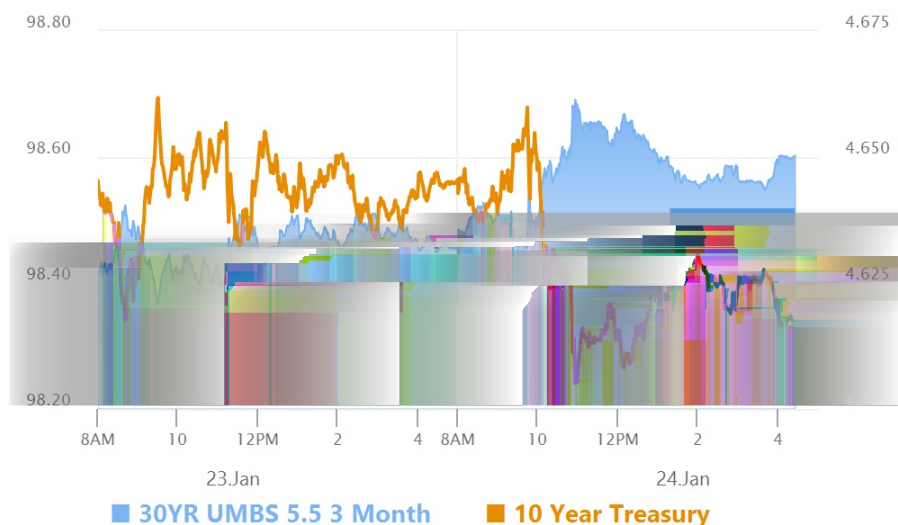 98.80 4.675
98.60 4.650
98.40 4.625
98.20
8AM 10 12PM 2 4 8AM 10 12PM 2 4
23.Jan 24.Jan
30YR UMBS 5.5 3 Month 10 Year Treasury